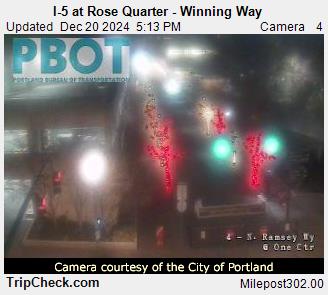 I-5 at Rose Quarter - Winning Way
Updated Dec 20 2024 5:13 PM Camera 4
PBOT
PORTLAND BUREAU OF TRANSPORTATION
4 - N. Ramsey Wy
@ One Ctr
Camera courtesy of the City of Portland
TripCheck.com Milepost302.00